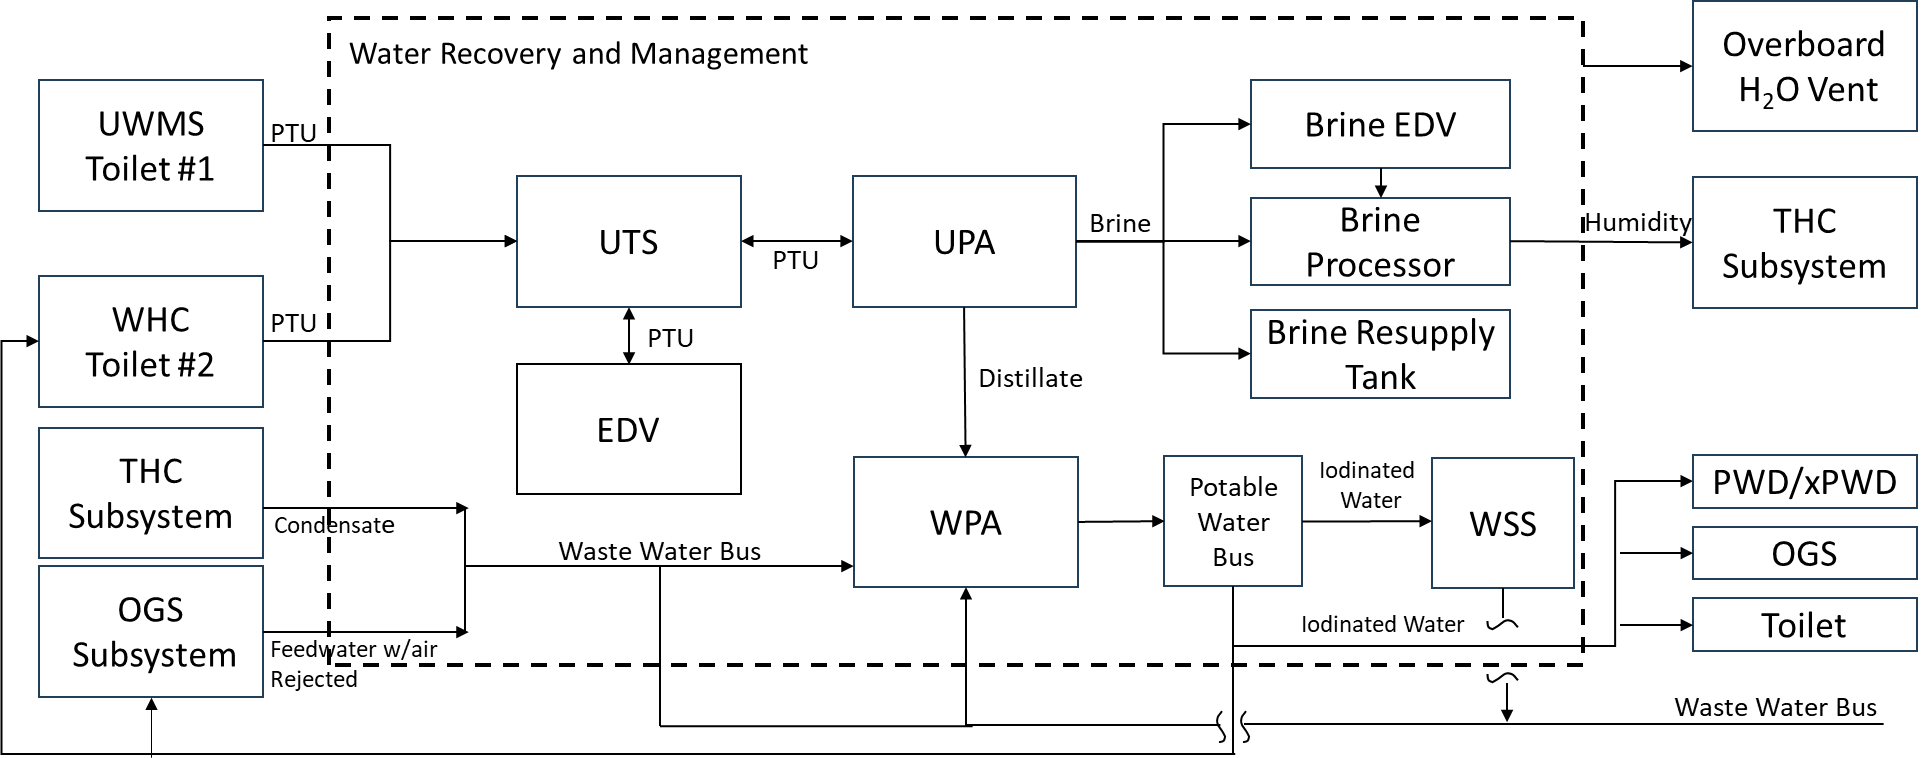 Water Recovery and Management
Overboard
H₂O Vent
UWMS
Toilet #1
PTU
Brine EDV
UTS
PTU
UPA
Brine
Brine
Processor
Humidity
THC
Subsystem
WHC
Toilet #2
PTU
PTU
Brine Resupply
Tank
EDV
Distillate
THC
Subsystem
Condensate
Waste Water Bus
WPA
Potable
Water
Bus
Iodinated
Water
WSS
PWD/xPWD
OGS
Toilet
OGS
Subsystem
Feedwater w/air
Rejected
Iodinated Water
Waste Water Bus